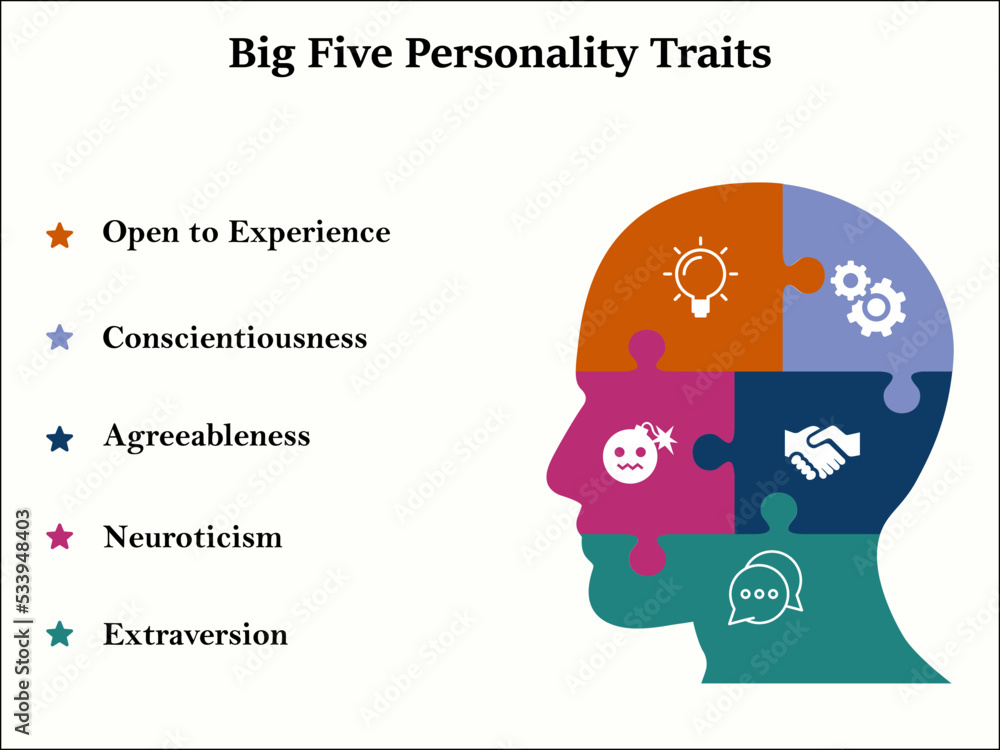 Big Five Personality Traits
Open to Experience
Conscientiousness
Agreeableness
Neuroticism
Extraversion
Adobe Stock | #533948403